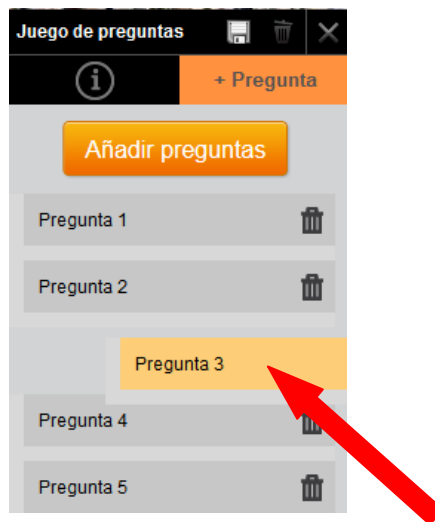 Juego de preguntas
i
+ Pregunta
Añadir preguntas
Pregunta 1
Pregunta 2
Pregunta 3
Pregunta 4
Pregunta 5